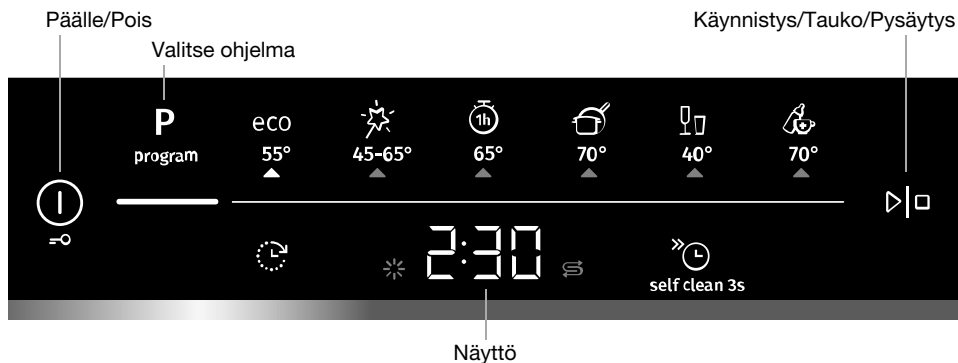 Päälle/Pois
Käynnistys/Tauko/Pysäytys
Valitse ohjelma
P
program
eco
55°
45-65°
1h
65°
70°
40°
70°
2:30
self clean 3s
Näyttö